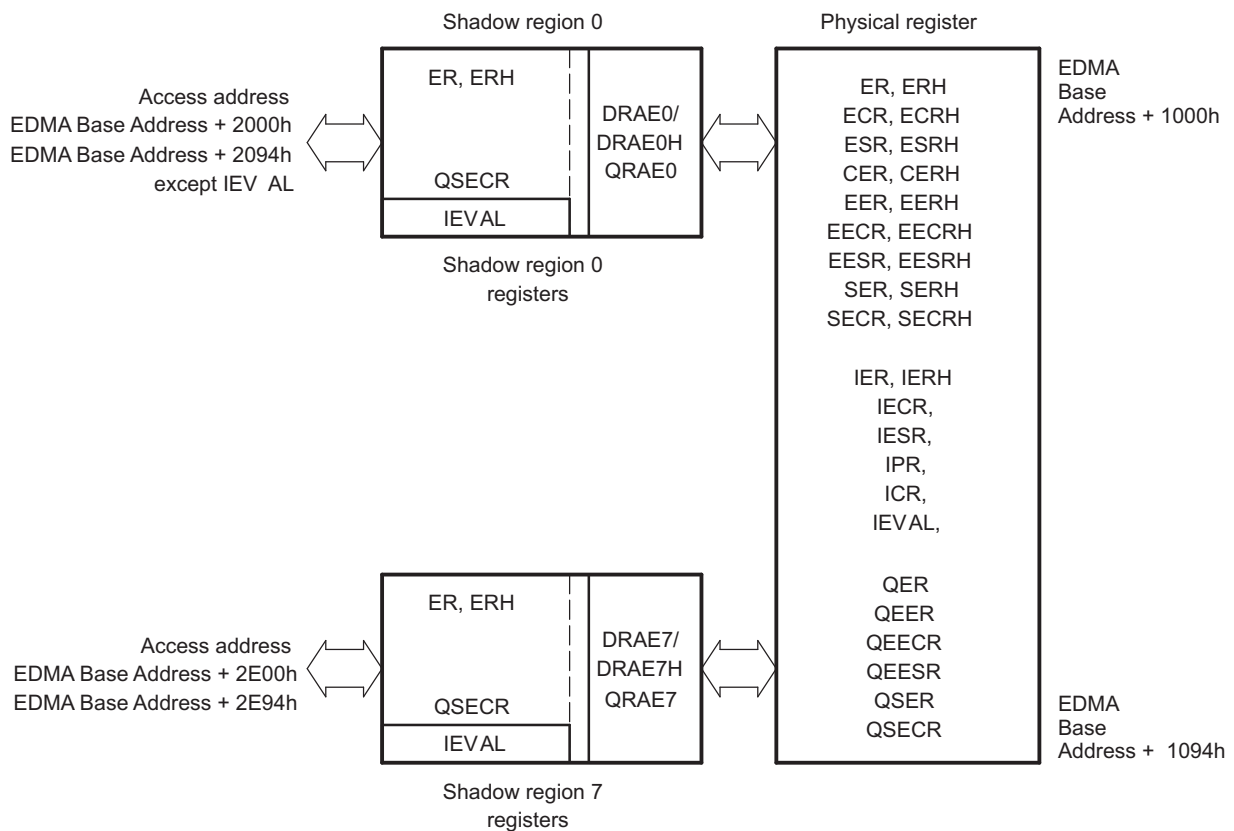 Shadow region 0
Physical register
Access address
EDMA Base Address + 2000h
EDMA Base Address + 2094h
except IEV AL
ER, ERH
QSECR
IEVAL
DRAE0/
DRAE0H
QRAE0
Shadow region 0
registers
ER, ERH
ECR, ECRH
ESR, ESRH
CER, CERH
EER, EERH
EECR, EECRH
EESR, EESRH
SER, SERH
SECR, SECRH
IER, IERH
IECR,
IESR,
IPR,
ICR,
IEVAL,
QER
QEER
QEECR
QEESR
QSER
QSECR
EDMA
Base
Address + 1000h
Access address
EDMA Base Address + 2E00h
EDMA Base Address + 2E94h
ER, ERH
QSECR
IEVAL
DRAE7/
DRAE7H
QRAE7
Shadow region 7
registers
EDMA
Base
Address + 1094h